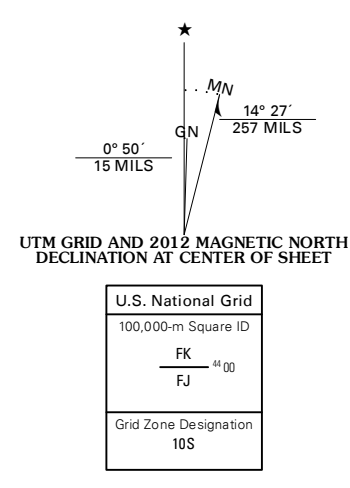 ★
MN
14° 27´
257 MILS
GN
0° 50´
15 MILS
UTM GRID AND 2012 MAGNETIC NORTH
DECLINATION AT CENTER OF SHEET
U.S. National Grid
100,000-m Square ID
FK
44 00
FJ
Grid Zone Designation
10S